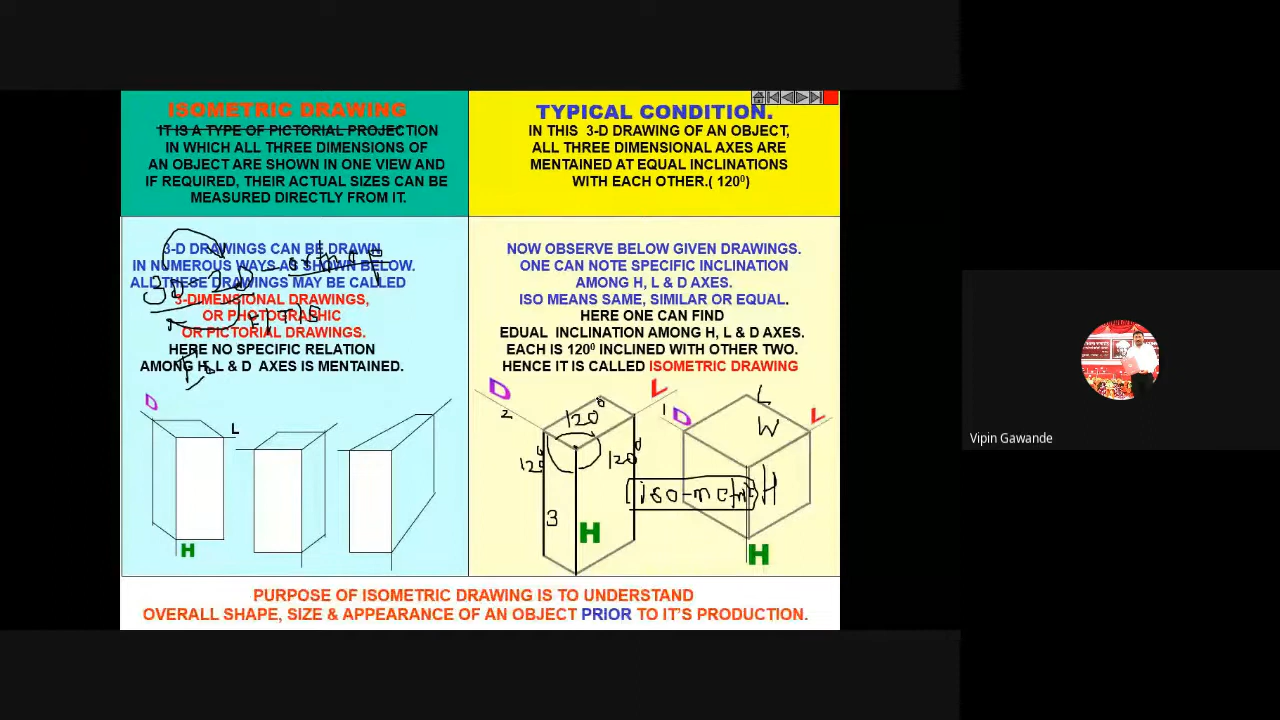 ISOMETRIC DRAWING
IT IS A TYPE OF PICTORIAL PROJECTION
IN WHICH ALL THREE DIMENSIONS OF
AN OBJECT ARE SHOWN IN ONE VIEW AND
IF REQUIRED, THEIR ACTUAL SIZES CAN BE
MEASURED DIRECTLY FROM IT.
TYPICAL CONDITION.
IN THIS 3-D DRAWING OF AN OBJECT,
ALL THREE DIMENSIONAL AXES ARE
MENTAINED AT EQUAL INCLINATIONS
WITH EACH OTHER.( 120⁰)
3-D DRAWINGS CAN BE DRAWN
IN NUMEROUS WAYS AS SHOWN BELOW.
ALL THESE DRAWINGS MAY BE CALLED
3-DIMENSIONAL DRAWINGS,
OR PHOTOGRAPHIC
OR PICTORIAL DRAWINGS.
HERE NO SPECIFIC RELATION
AMONG H, L & D AXES IS MENTAINED.
3D 2D
D
L
H
NOW OBSERVE BELOW GIVEN DRAWINGS.
ONE CAN NOTE SPECIFIC INCLINATION
AMONG H, L & D AXES.
ISO MEANS SAME, SIMILAR OR EQUAL.
HERE ONE CAN FIND
EDUAL INCLINATION AMONG H, L & D AXES.
EACH IS 120⁰ INCLINED WITH OTHER TWO.
HENCE IT IS CALLED ISOMETRIC DRAWING
D
L
2
1
120⁰
120⁰
120⁰
3
H
D
L
L
W
H
H
PURPOSE OF ISOMETRIC DRAWING IS TO UNDERSTAND
OVERALL SHAPE, SIZE & APPEARANCE OF AN OBJECT PRIOR TO IT'S PRODUCTION.
Vipin Gawande